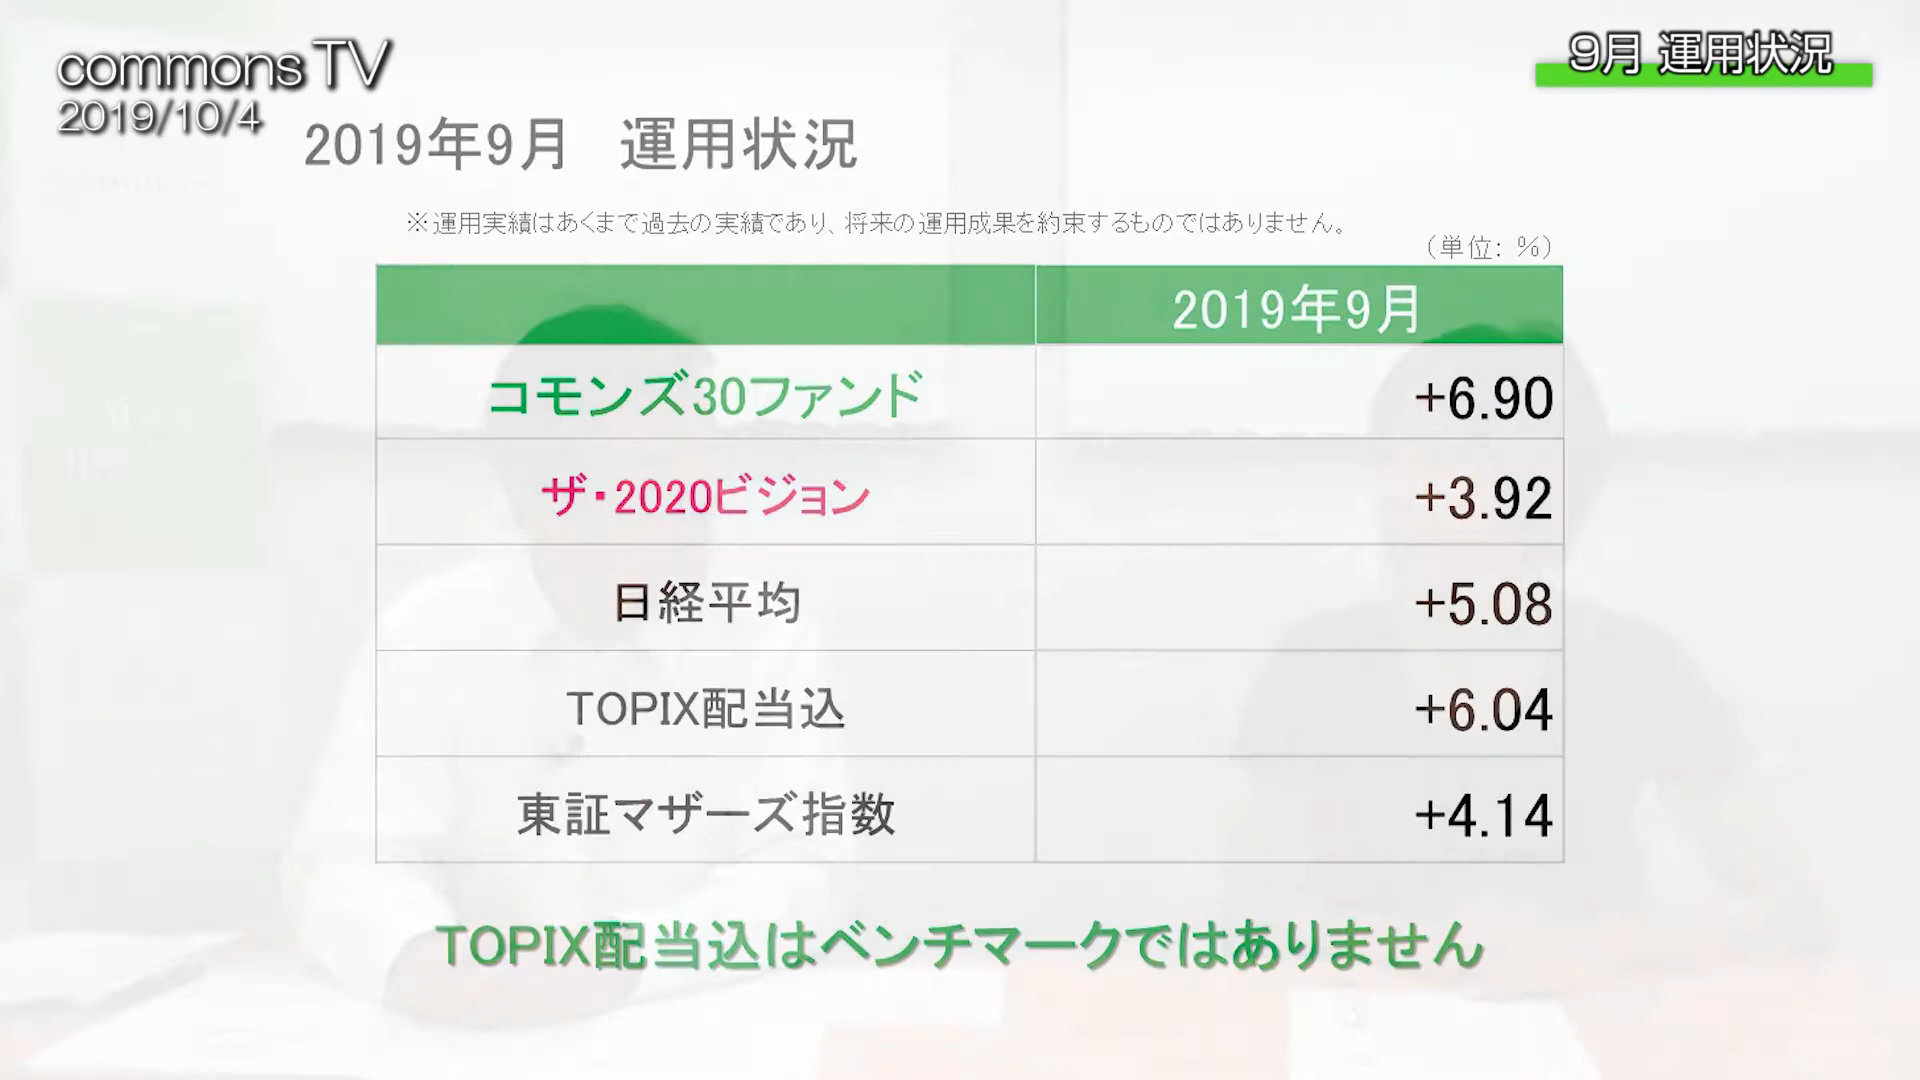 commons TV
2019/10/4
9月 運用状況
2019年9月 運用状況
※運用実績はあくまで過去の実績であり、将来の運用成果を約束するものではありません。
（単位：％）
2019年9月
コモンズ30ファンド +6.90
ザ・2020ビジョン +3.92
日経平均 +5.08
TOPIX配当込 +6.04
東証マザーズ指数 +4.14
TOPIX配当込はベンチマークではありません